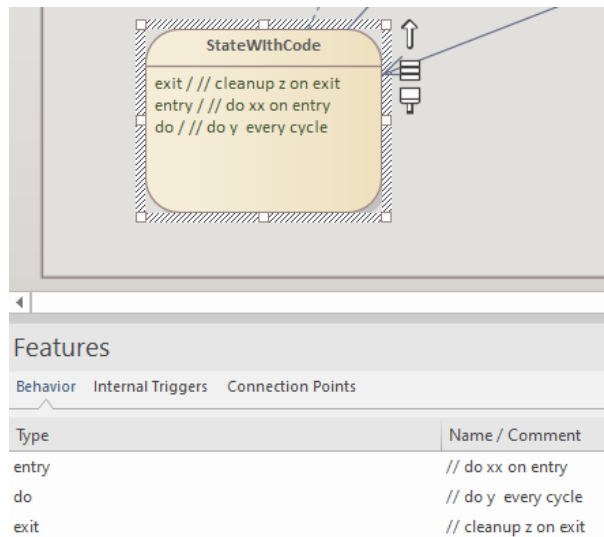 StateWIthCode
exit / // cleanup z on exit
entry / // do xx on entry
do / // do y  every cycle
Features
Behavior Internal Triggers Connection Points
Type Name / Comment
entry // do xx on entry
do // do y  every cycle
exit // cleanup z on exit